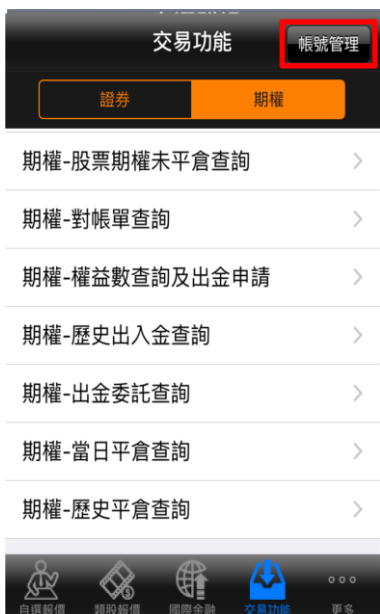 交易功能
帳號管理
證券
期權
期權-股票期權未平倉查詢
期權-對帳單查詢
期權-權益數查詢及出金申請
期權-歷史出入金查詢
期權-出金委託查詢
期權-當日平倉查詢
期權-歷史平倉查詢
自選報價
類股報價
國際金融
交易功能
更多